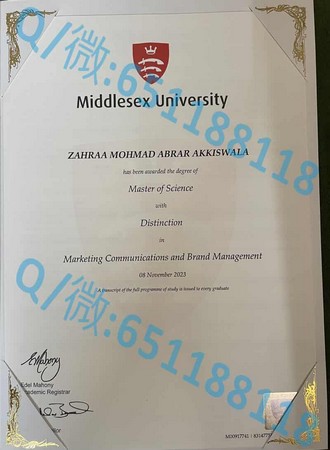 Q/微:651188118
Middlesex University
ZAHRAA MOHMAD ABRAR AKKISWALA
has been awarded the degree of
Master of Science
with
Distinction
in
Marketing Communications and Brand Management
08 November 2023
A transcript of the full programme of study is issued to every graduate
Q/微:651188118
Edel Mahony
Academic Registrar